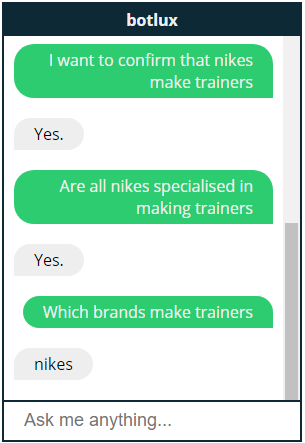 botlux
I want to confirm that nikes
make trainers
Yes.
Are all nikes specialised in
making trainers
Yes.
Which brands make trainers
nikes
Ask me anything...